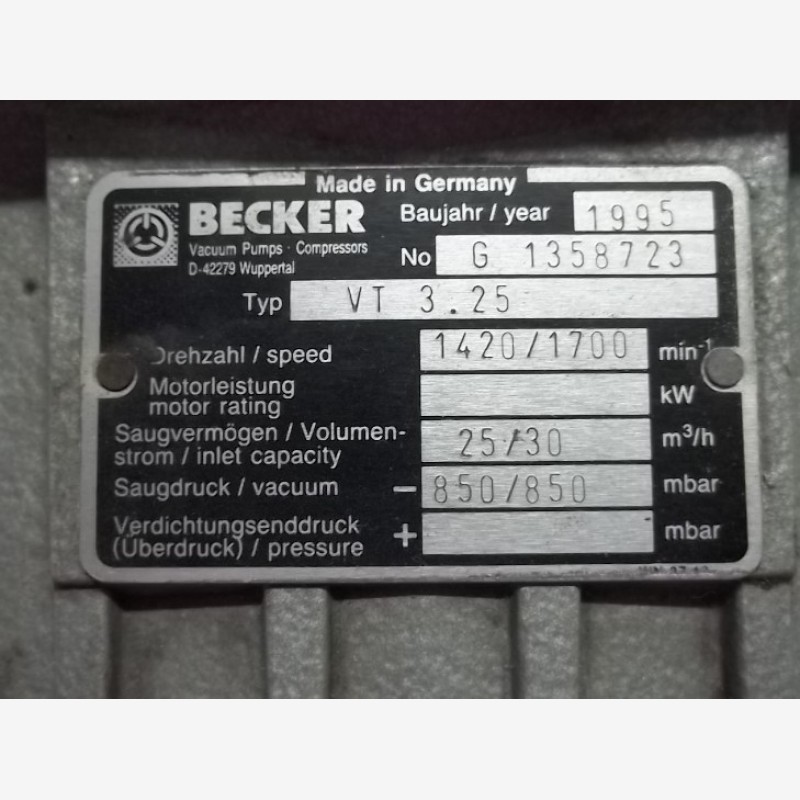 Made in Germany
BECKER
Vacuum Pumps · Compressors
D-42279 Wuppertal
Baujahr / year 1995
No G 1358723
Typ VT 3.25
Drehzahl / speed 1420/1700 min⁻¹
Motorleistung
motor rating kW
Saugvermögen / Volumen-
strom / inlet capacity 25/30 m³/h
Saugdruck / vacuum – 850/850 mbar
Verdichtungsenddruck
(Überdruck) / pressure + mbar